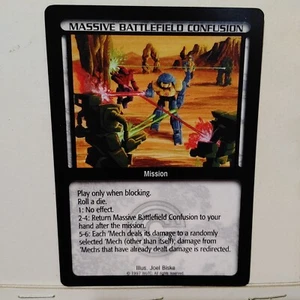 MASSIVE BATTLEFIELD CONFUSION
Mission
Play only when blocking.
Roll a die.
1: No effect.
2-4: Return Massive Battlefield Confusion to your
hand after the mission.
5-6: Each 'Mech deals its damage to a randomly
selected 'Mech (other than itself); damage from
'Mechs that have already dealt damage is redirected.
Illus. Joel Biske